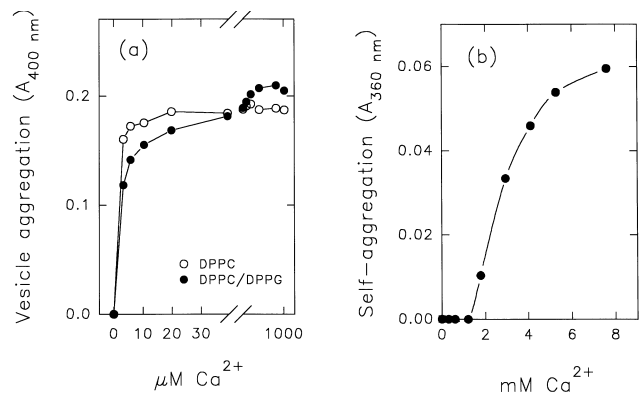 (a)
Vesicle aggregation (A400 nm)
0.2
0.1
0.0
○ DPPC
● DPPC/DPPG
0 10 20 30 1000
μM Ca2+
(b)
Self-aggregation (A360 nm)
0.06
0.04
0.02
0.00
0 2 4 6 8
mM Ca2+